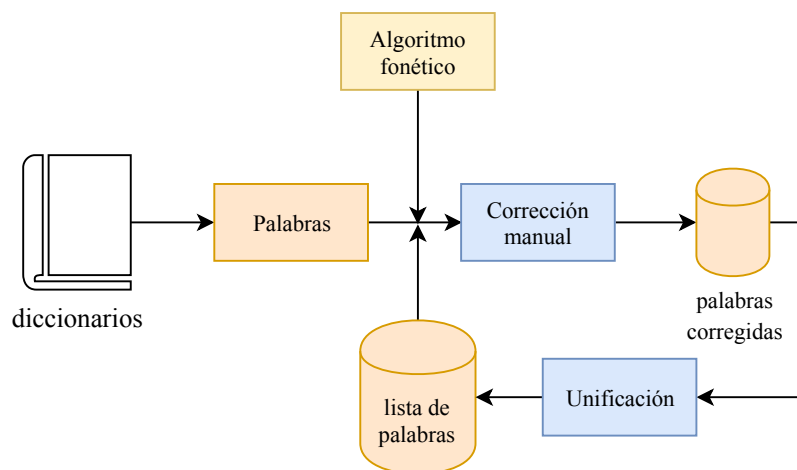 Algoritmo
fonético
diccionarios
Palabras
Corrección
manual
palabras
corregidas
lista de
palabras
Unificación